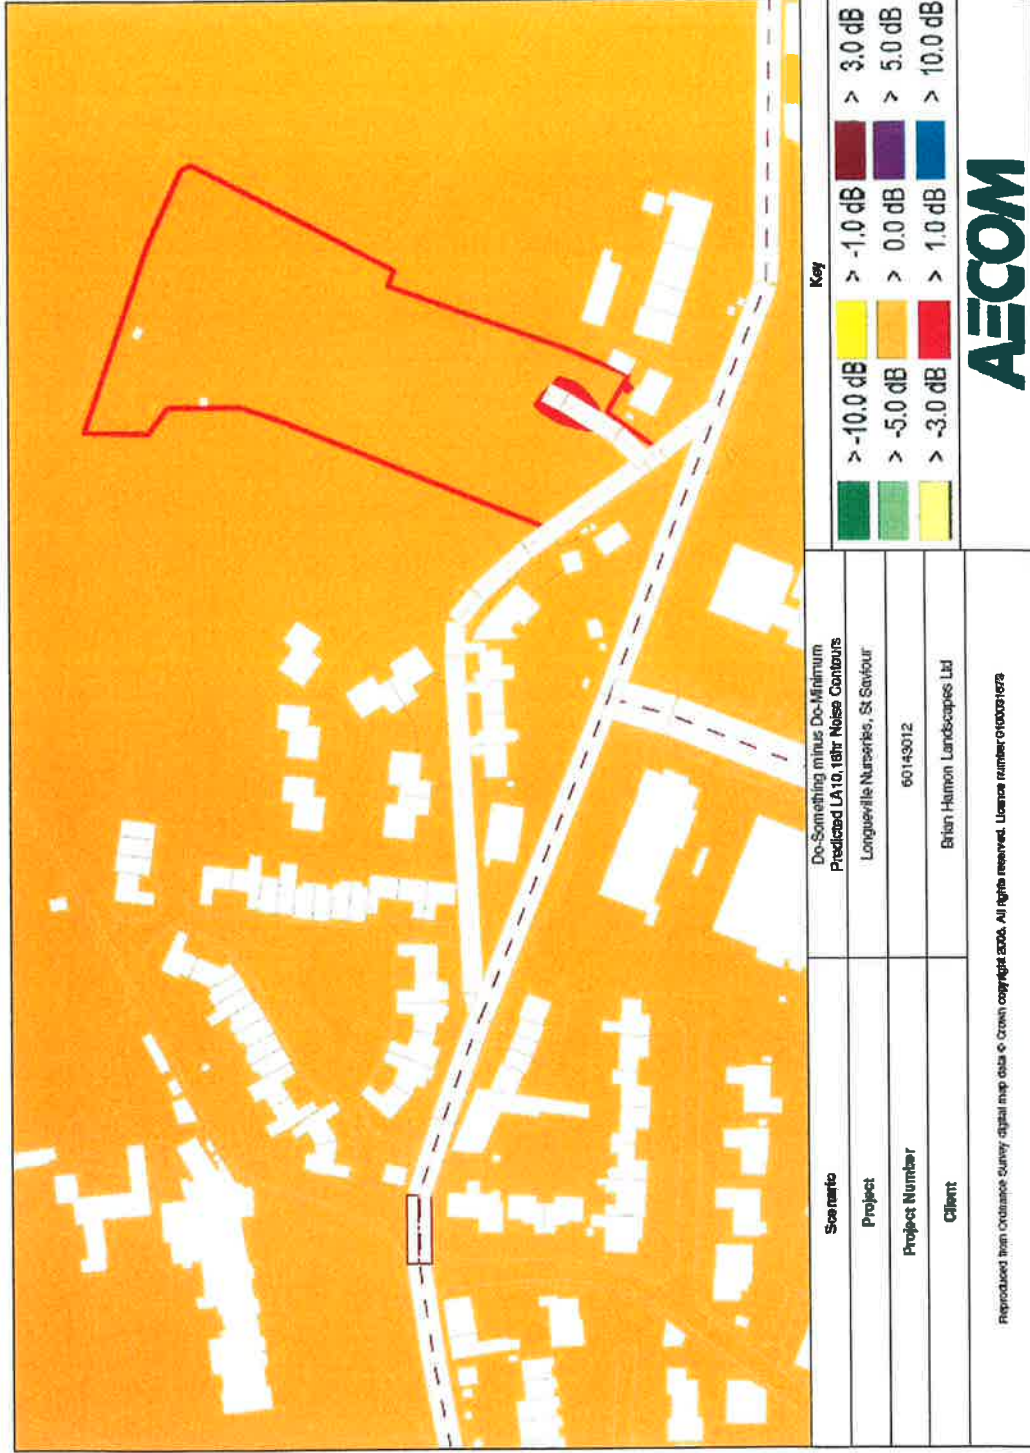 Scenario
Do-Something minus Do-Minimum
Predicted LA10,18hr Noise Contours
Project
Longueville Nurseries, St Saviour
Project Number
60143012
Client
Brian Hamon Landscapes Ltd
Key
> -10.0 dB > -1.0 dB > 3.0 dB
> -5.0 dB > 0.0 dB > 5.0 dB
> -3.0 dB > 1.0 dB > 10.0 dB
AECOM
Reproduced from Ordnance Survey digital map data © Crown copyright 2006. All rights reserved. Licence number